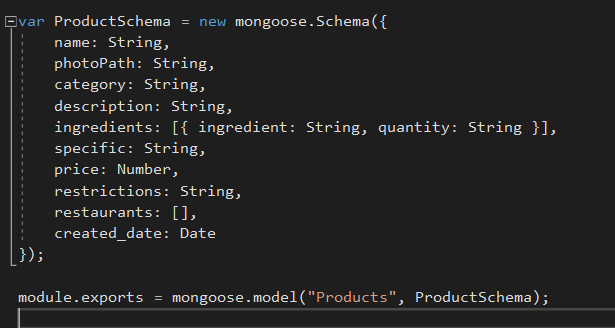 var ProductSchema = new mongoose.Schema({
    name: String,
    photoPath: String,
    category: String,
    description: String,
    ingredients: [{ ingredient: String, quantity: String }],
    specific: String,
    price: Number,
    restrictions: String,
    restaurants: [],
    created_date: Date
});
module.exports = mongoose.model("Products", ProductSchema);